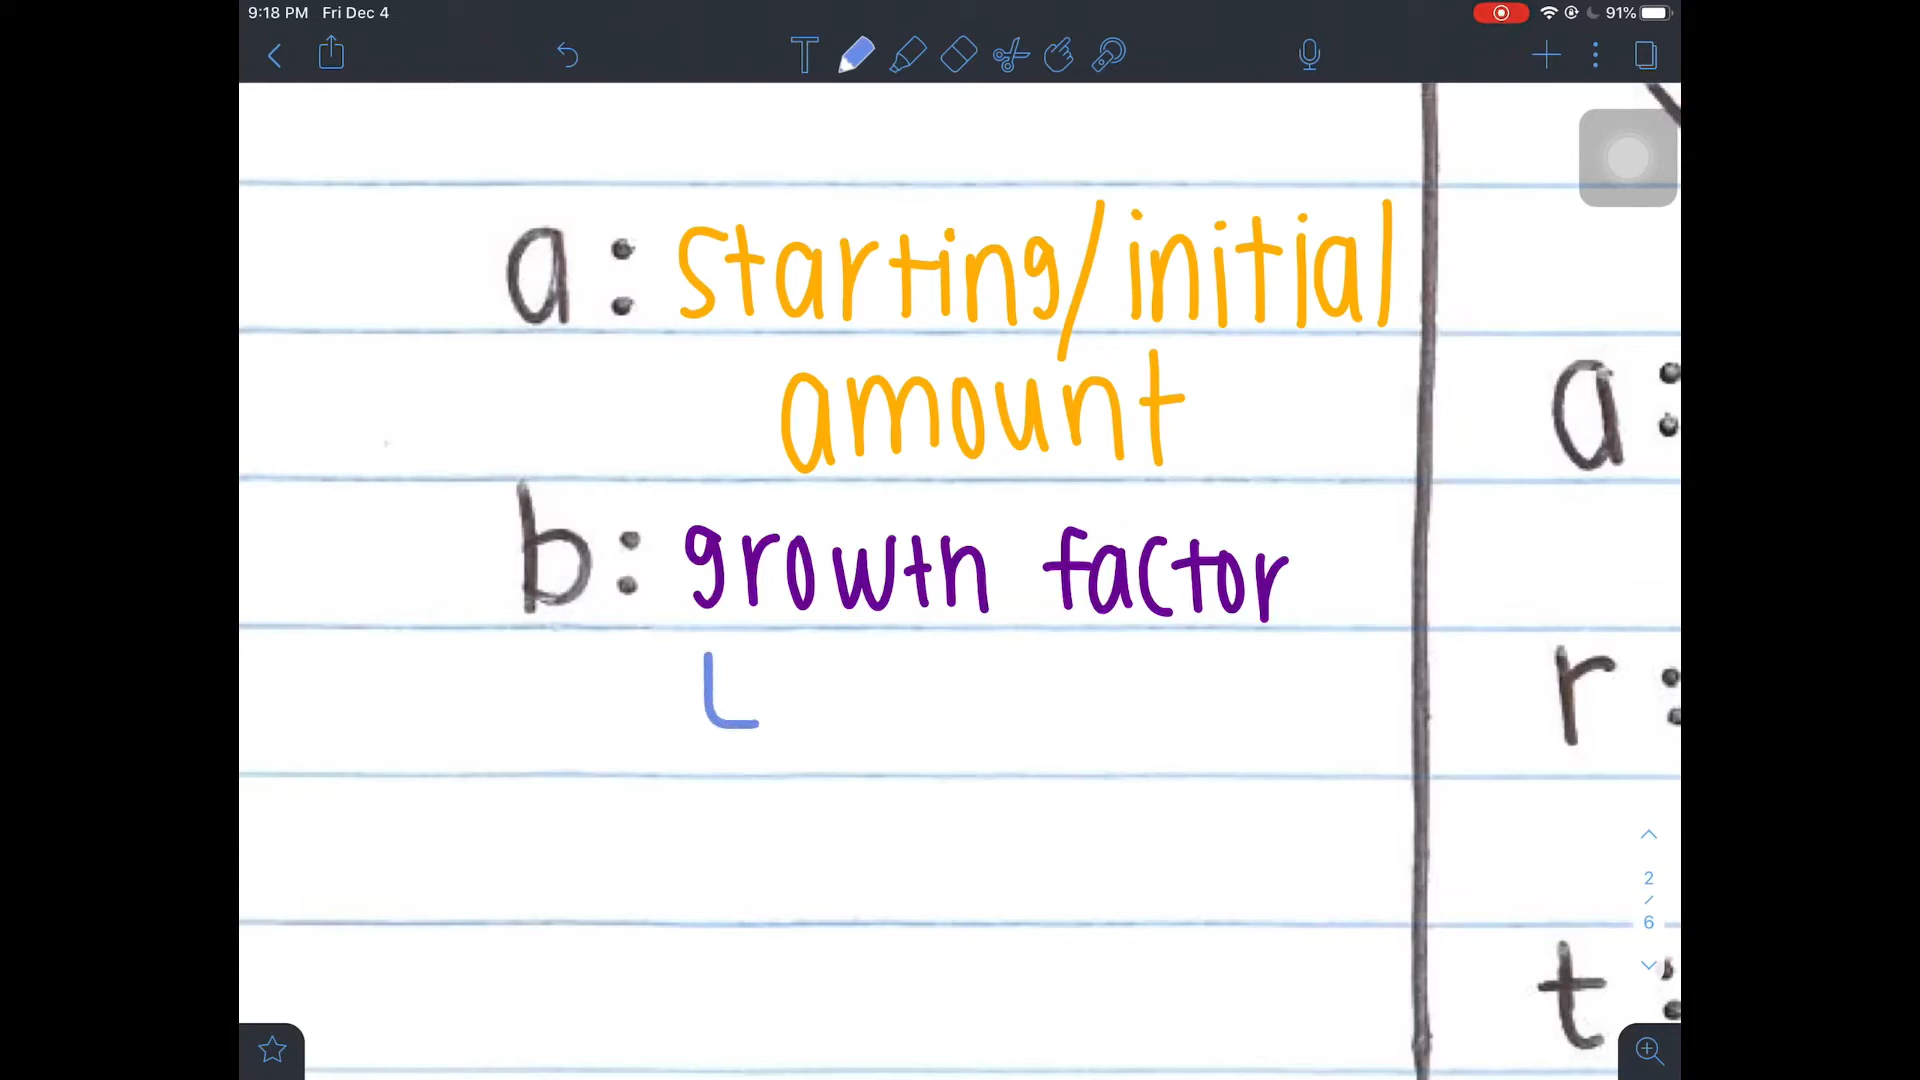 9:18 PM Fri Dec 4
91%
T
a: starting/initial
amount
b: growth factor
a:
r:
t:
2
/
6